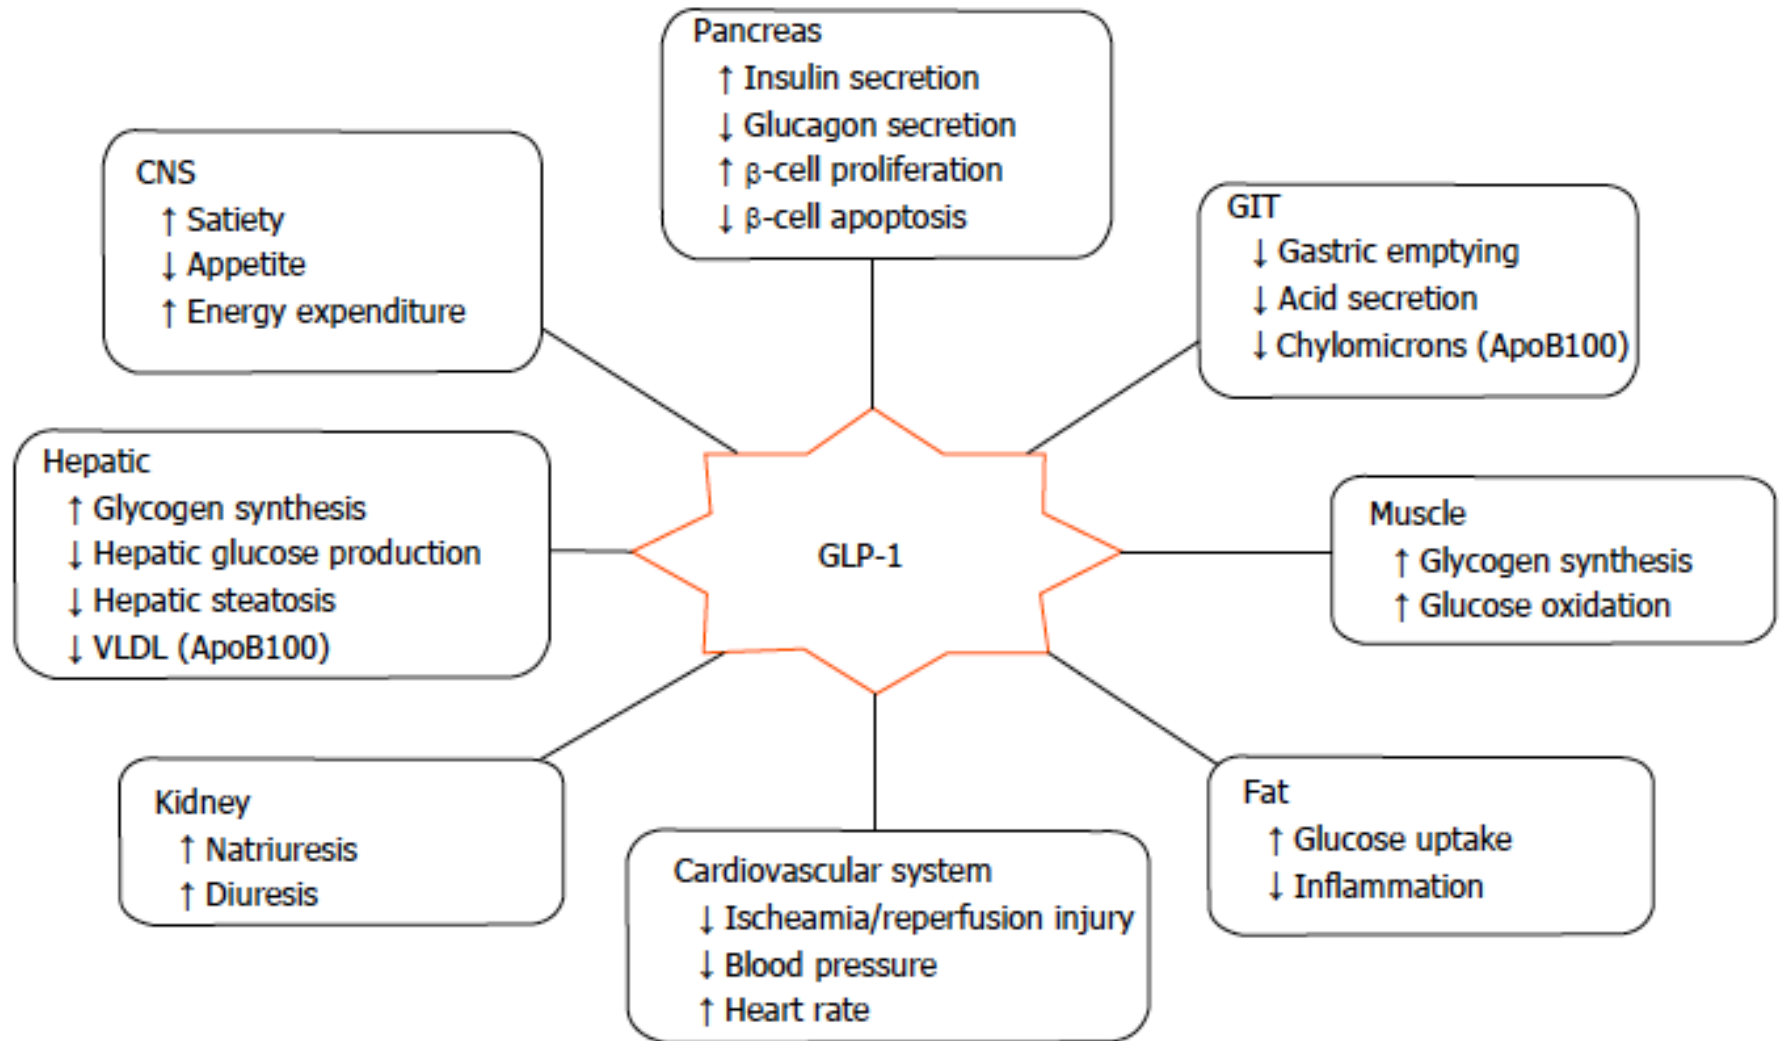 Pancreas
↑ Insulin secretion
↓ Glucagon secretion
↑ β-cell proliferation
↓ β-cell apoptosis
CNS
↑ Satiety
↓ Appetite
↑ Energy expenditure
GIT
↓ Gastric emptying
↓ Acid secretion
↓ Chylomicrons (ApoB100)
Hepatic
↑ Glycogen synthesis
↓ Hepatic glucose production
↓ Hepatic steatosis
↓ VLDL (ApoB100)
GLP-1
Muscle
↑ Glycogen synthesis
↑ Glucose oxidation
Kidney
↑ Natriuresis
↑ Diuresis
Cardiovascular system
↓ Ischeamia/reperfusion injury
↓ Blood pressure
↑ Heart rate
Fat
↑ Glucose uptake
↓ Inflammation